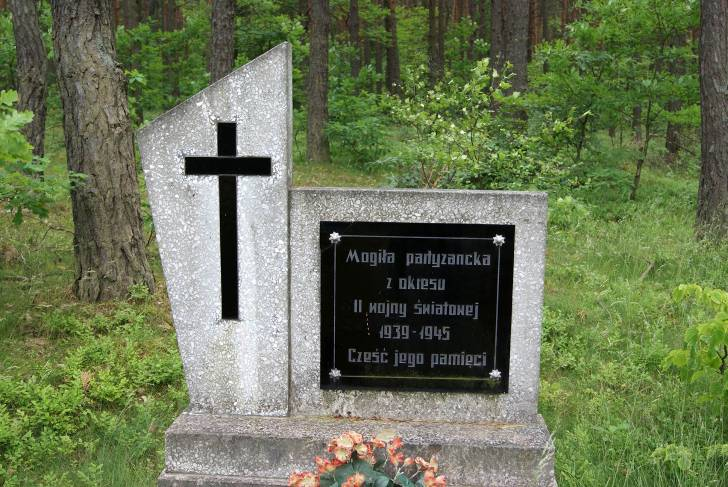 Mogiła partyzancka
z okresu
II wojny światowej
1939-1945
Cześć jego pamięci